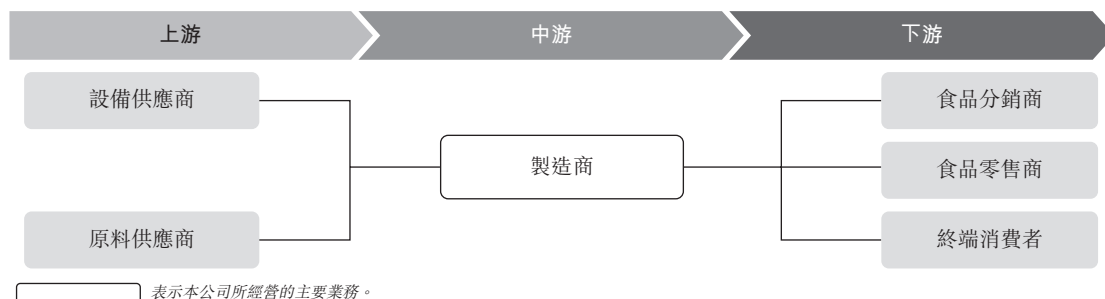 上游
中游
下游
設備供應商
食品分銷商
製造商
食品零售商
原料供應商
終端消費者
表示本公司所經營的主要業務。